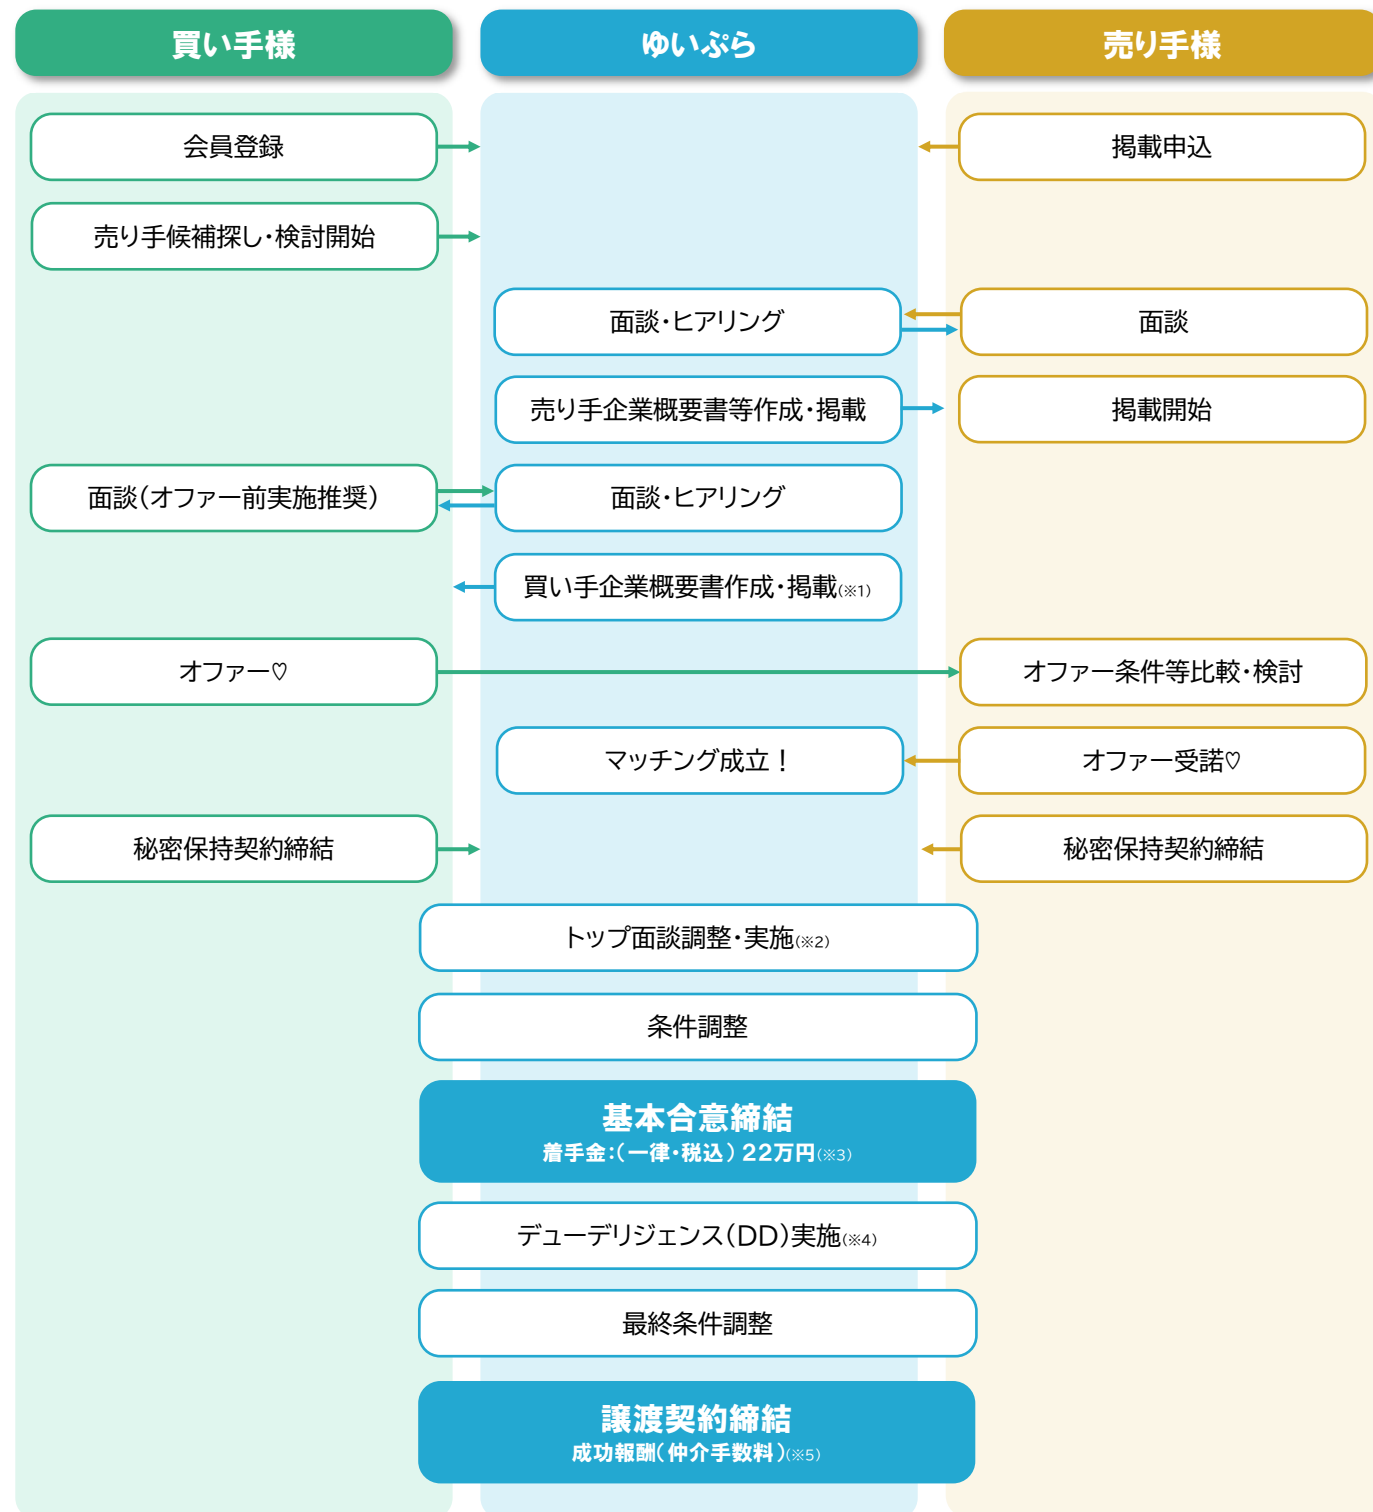 買い手様
ゆいぷら
売り手様
会員登録
掲載申込
売り手候補探し・検討開始
面談・ヒアリング
面談
売り手企業概要書等作成・掲載
掲載開始
面談（オファー前実施推奨）
面談・ヒアリング
買い手企業概要書作成・掲載(※1)
オファー♡
オファー条件等比較・検討
マッチング成立！
オファー受諾♡
秘密保持契約締結
秘密保持契約締結
トップ面談調整・実施(※2)
条件調整
基本合意締結
着手金：（一律・税込）22万円(※3)
デューデリジェンス（DD）実施(※4)
最終条件調整
譲渡契約締結
成功報酬（仲介手数料）(※5)